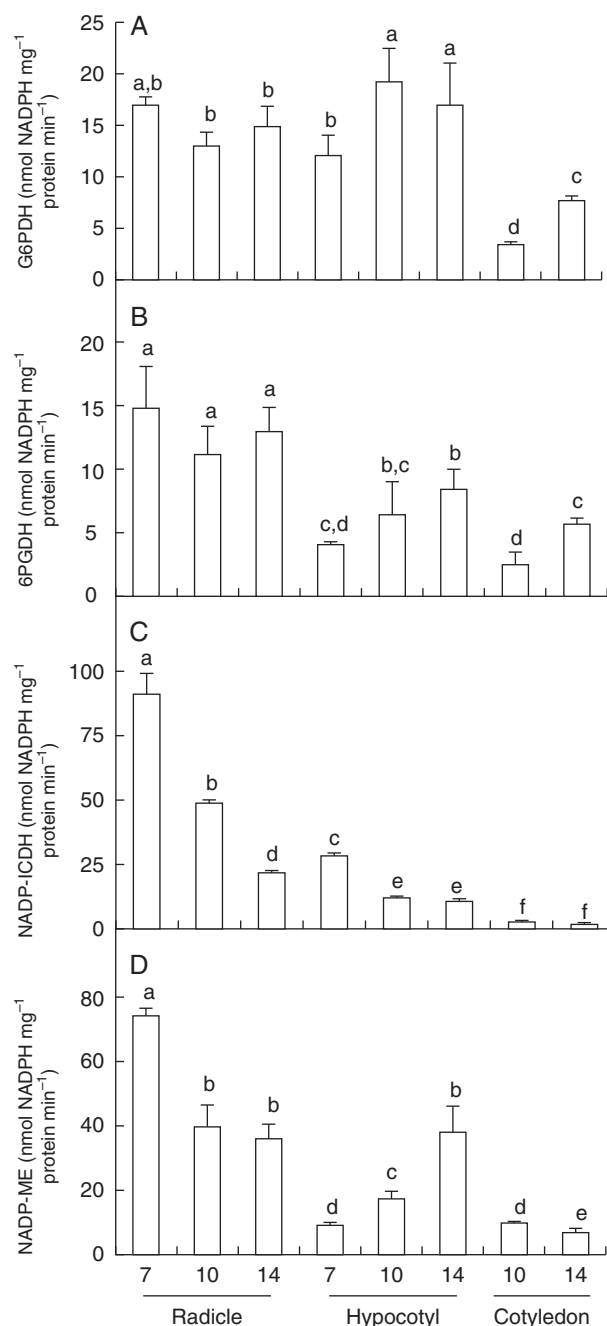 A
G6PDH (nmol NADPH mg⁻¹
protein min⁻¹)
25
20
15
10
5
0
a,b
b
b
b
a
a
d
c
B
6PGDH (nmol NADPH mg⁻¹
protein min⁻¹)
20
15
10
5
0
a
a
a
c,d
b,c
b
d
c
C
NADP-ICDH (nmol NADPH mg⁻¹
protein min⁻¹)
100
75
50
25
0
a
b
d
c
e
e
f
f
D
NADP-ME (nmol NADPH mg⁻¹
protein min⁻¹)
80
60
40
20
0
a
b
b
d
c
b
d
e
7 10 14 7 10 14 10 14
Radicle Hypocotyl Cotyledon